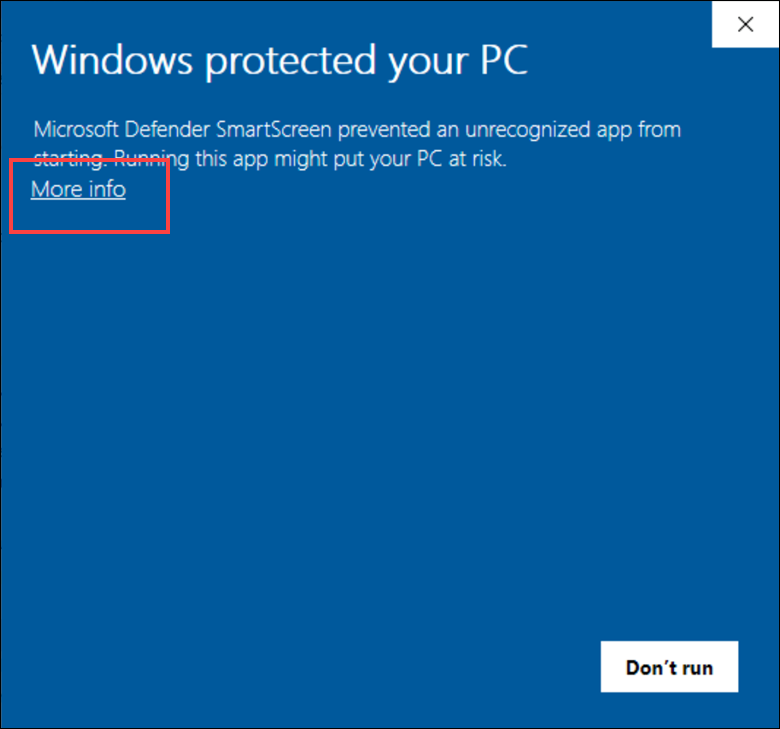 Windows protected your PC
Microsoft Defender SmartScreen prevented an unrecognized app from
starting. Running this app might put your PC at risk.
More info
Don't run